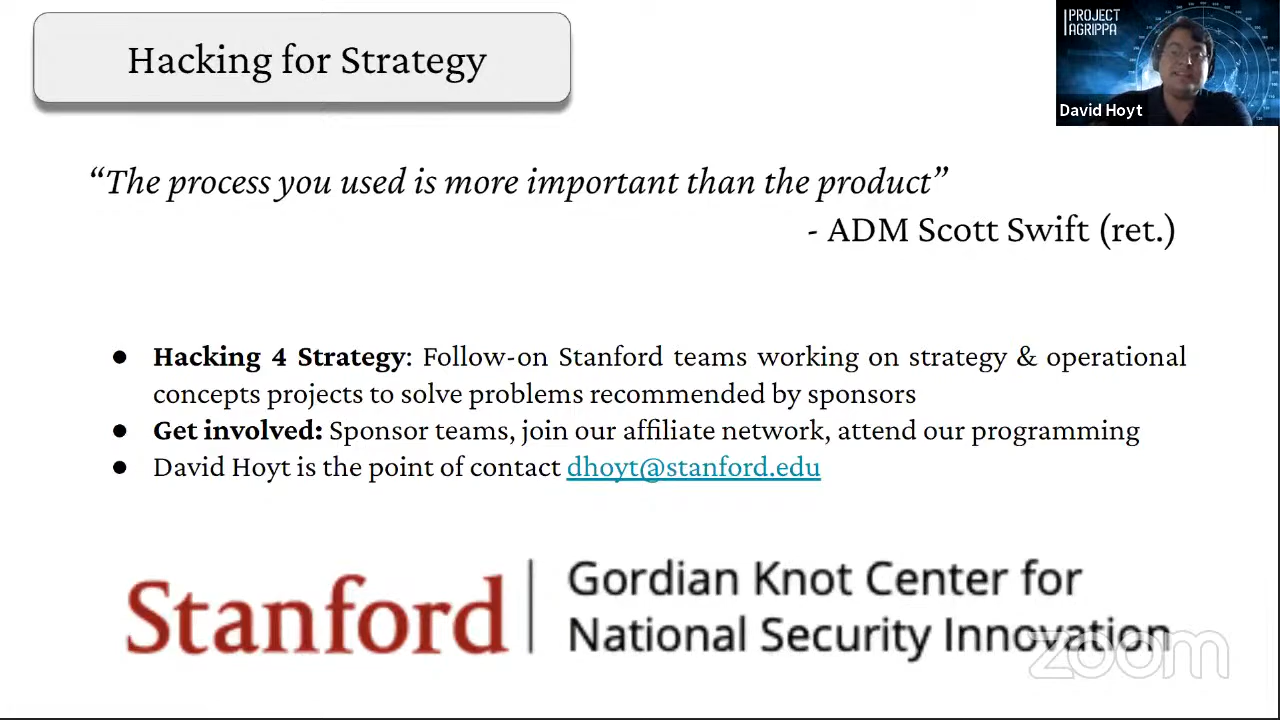 Hacking for Strategy
PROJECT
AGRIPPA
David Hoyt
“The process you used is more important than the product”
- ADM Scott Swift (ret.)
● Hacking 4 Strategy: Follow-on Stanford teams working on strategy & operational
concepts projects to solve problems recommended by sponsors
● Get involved: Sponsor teams, join our affiliate network, attend our programming
● David Hoyt is the point of contact dhoyt@stanford.edu
Stanford
Gordian Knot Center for
National Security Innovation
zoom